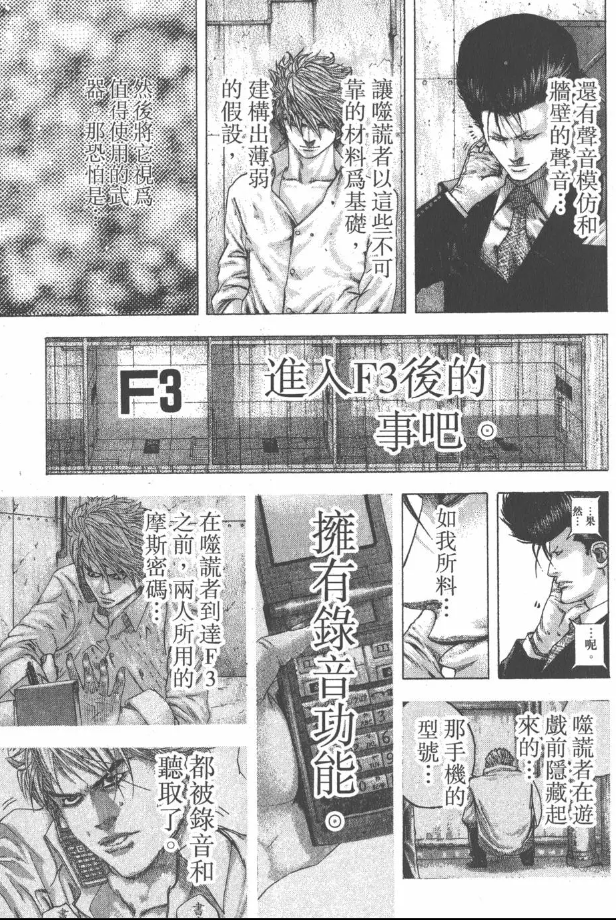 還有聲音模仿和
牆壁的聲音…
讓噬謊者以這些不可
靠的材料爲基礎，
建構出薄弱
的假設，
然後將它視爲
值得使用的武
器，那恐怕是…
進入F3後的
事吧。
F3
…果
然…
…呢。
如我所料…
噬謊者在遊
戲前隱藏起
來的…
那手機的
型號…
擁有錄音功能。
在噬謊者到達F3
之前，兩人所用的
摩斯密碼…
都被錄音和
聽取了。